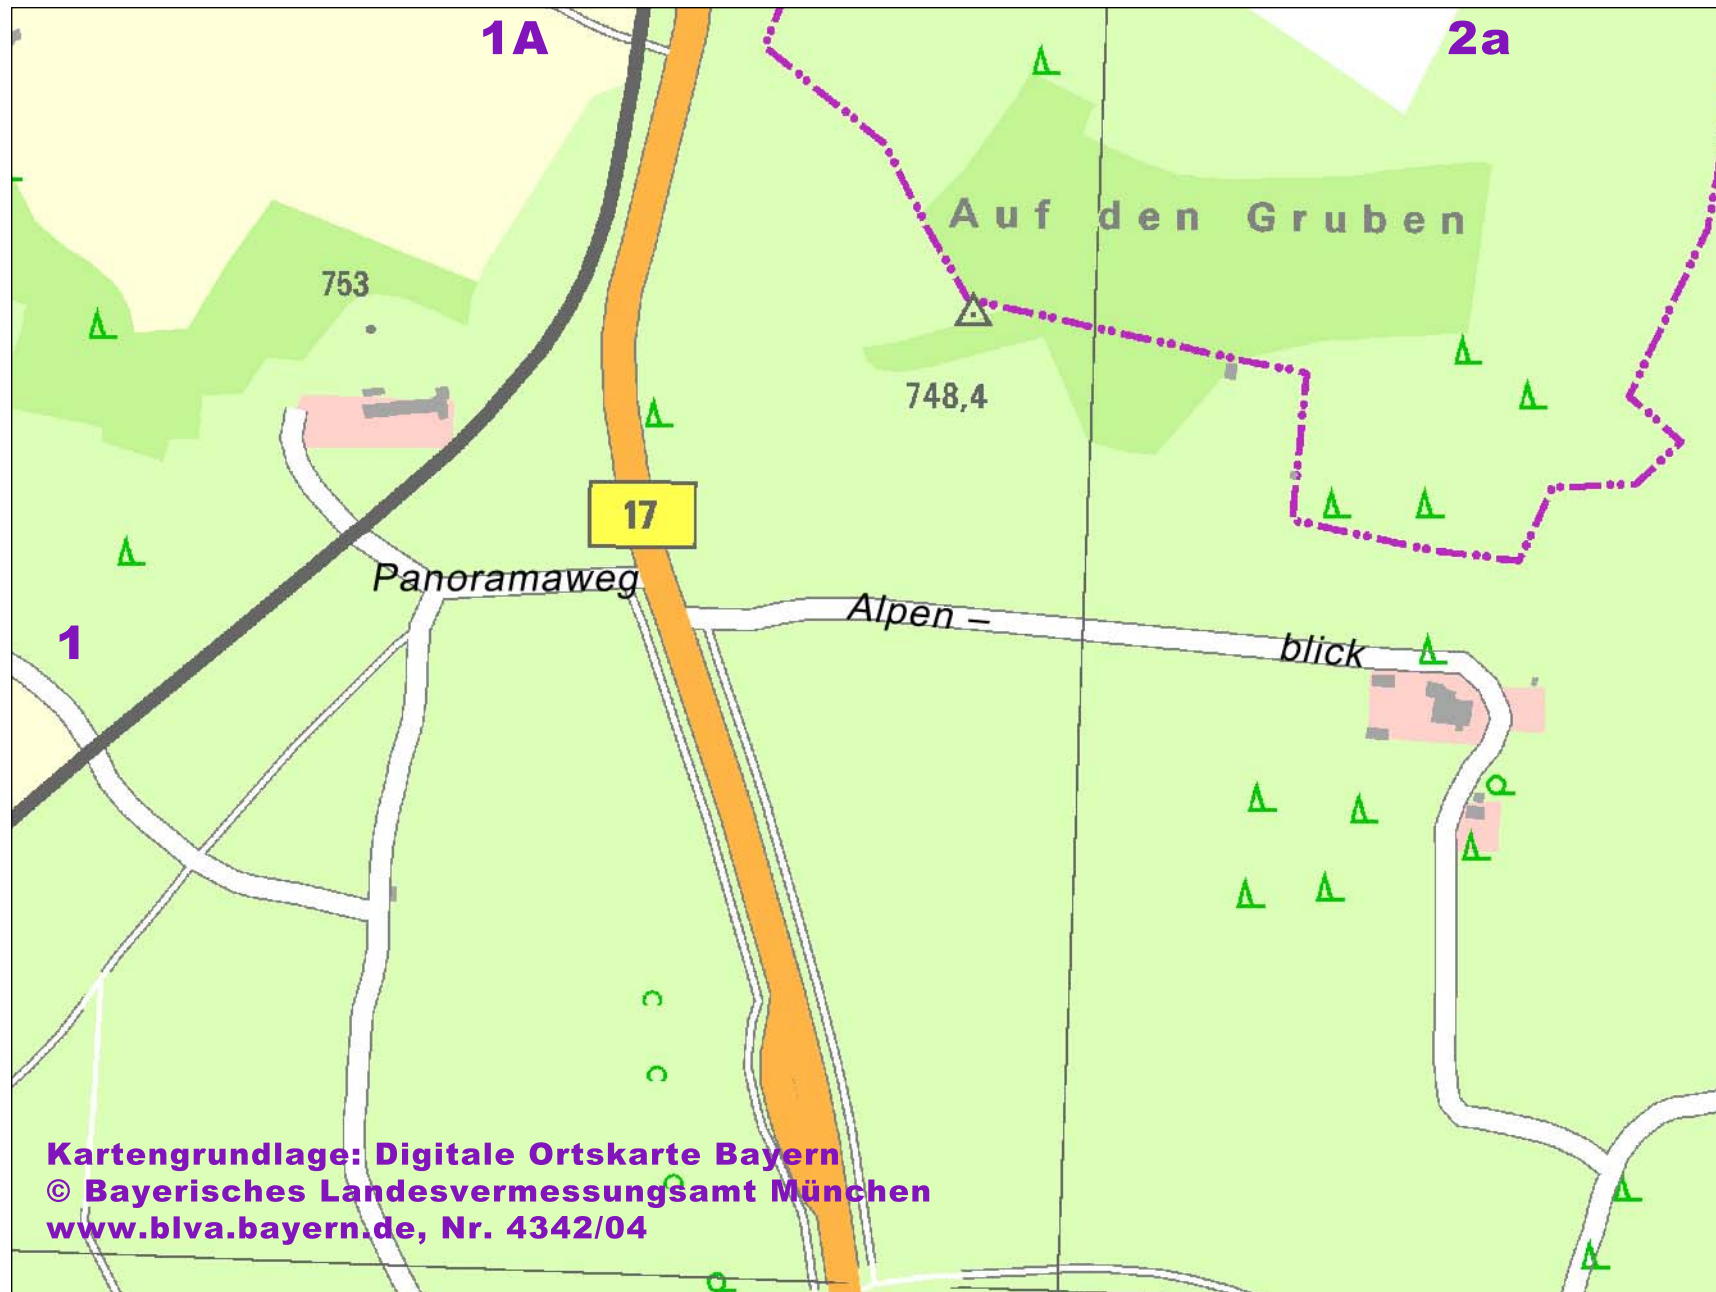 1A
2a
Auf den Gruben
753
748,4
17
Panoramaweg
Alpen –
blick
1
Kartengrundlage: Digitale Ortskarte Bayern
© Bayerisches Landesvermessungsamt München
www.blva.bayern.de, Nr. 4342/04